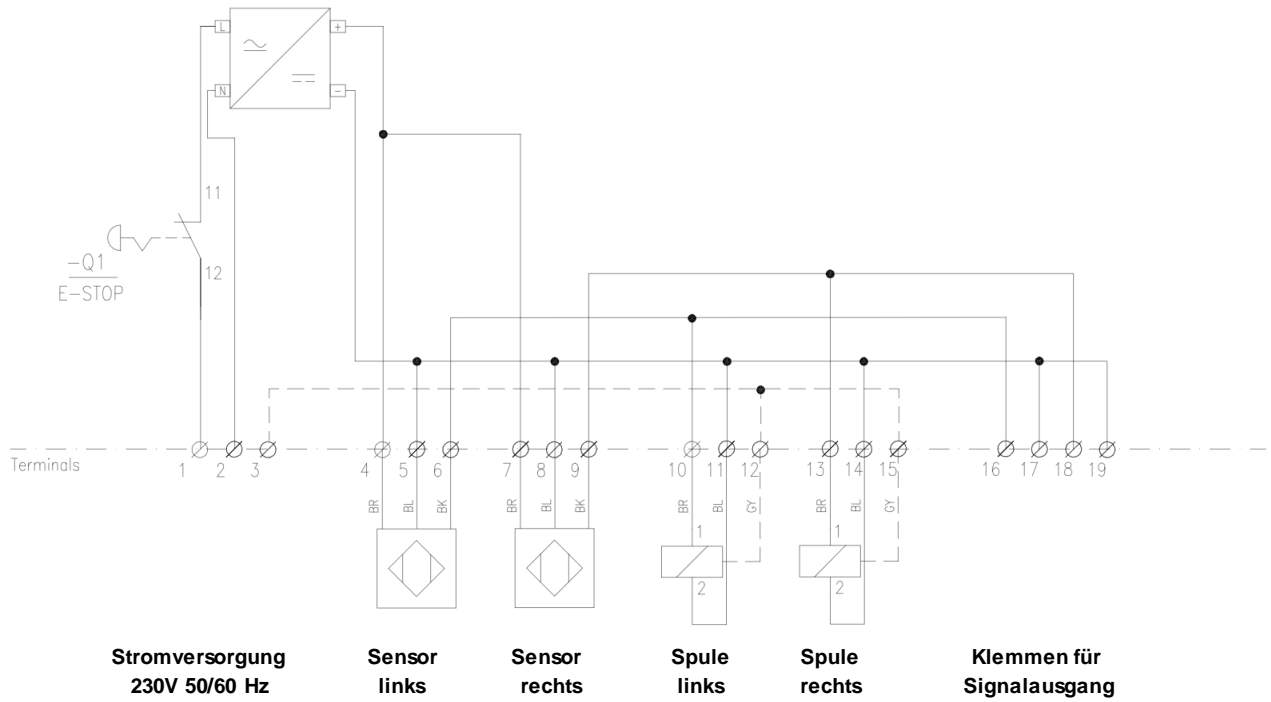 L
+
N
-
11
-Q1
12
E-STOP
Terminals
1 2 3 4 5 6 7 8 9 10 11 12 13 14 15 16 17 18 19
BR BL BK BR BL BK BR BL GY BR BL GY
1 1
2 2
Stromversorgung Sensor Sensor Spule Spule Klemmen für
230V 50/60 Hz links rechts links rechts Signalausgang